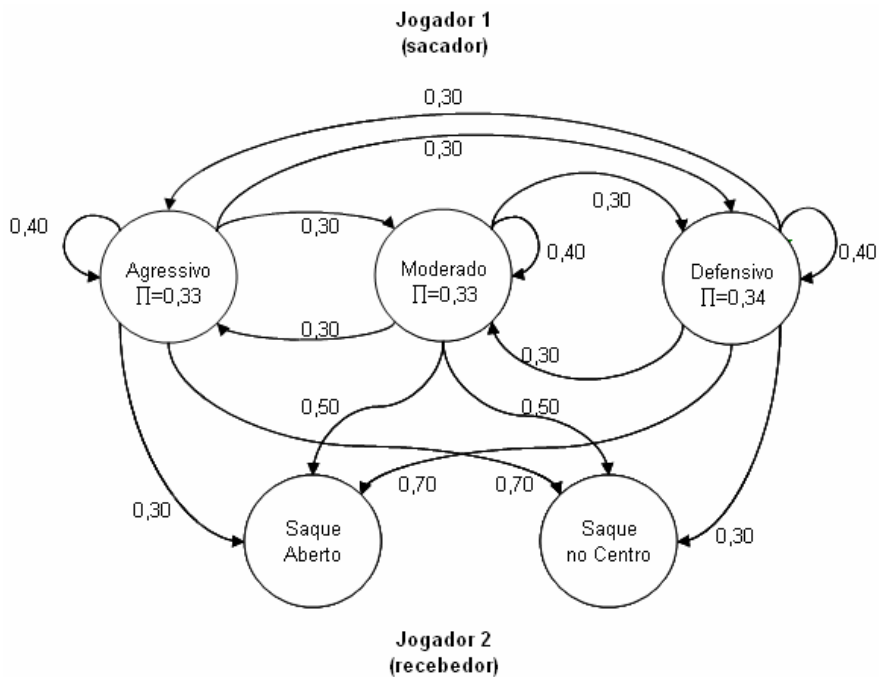 Jogador 1
(sacador)
0,30
0,30
0,40
0,30
0,30
0,40
0,40
Agressivo
∏=0,33
Moderado
∏=0,33
Defensivo
∏=0,34
0,30
0,30
0,50
0,50
0,70
0,70
0,30
0,30
Saque
Aberto
Saque
no Centro
Jogador 2
(recebedor)